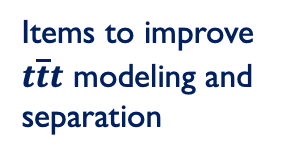 Items to improve
tt̄t modeling and
separation